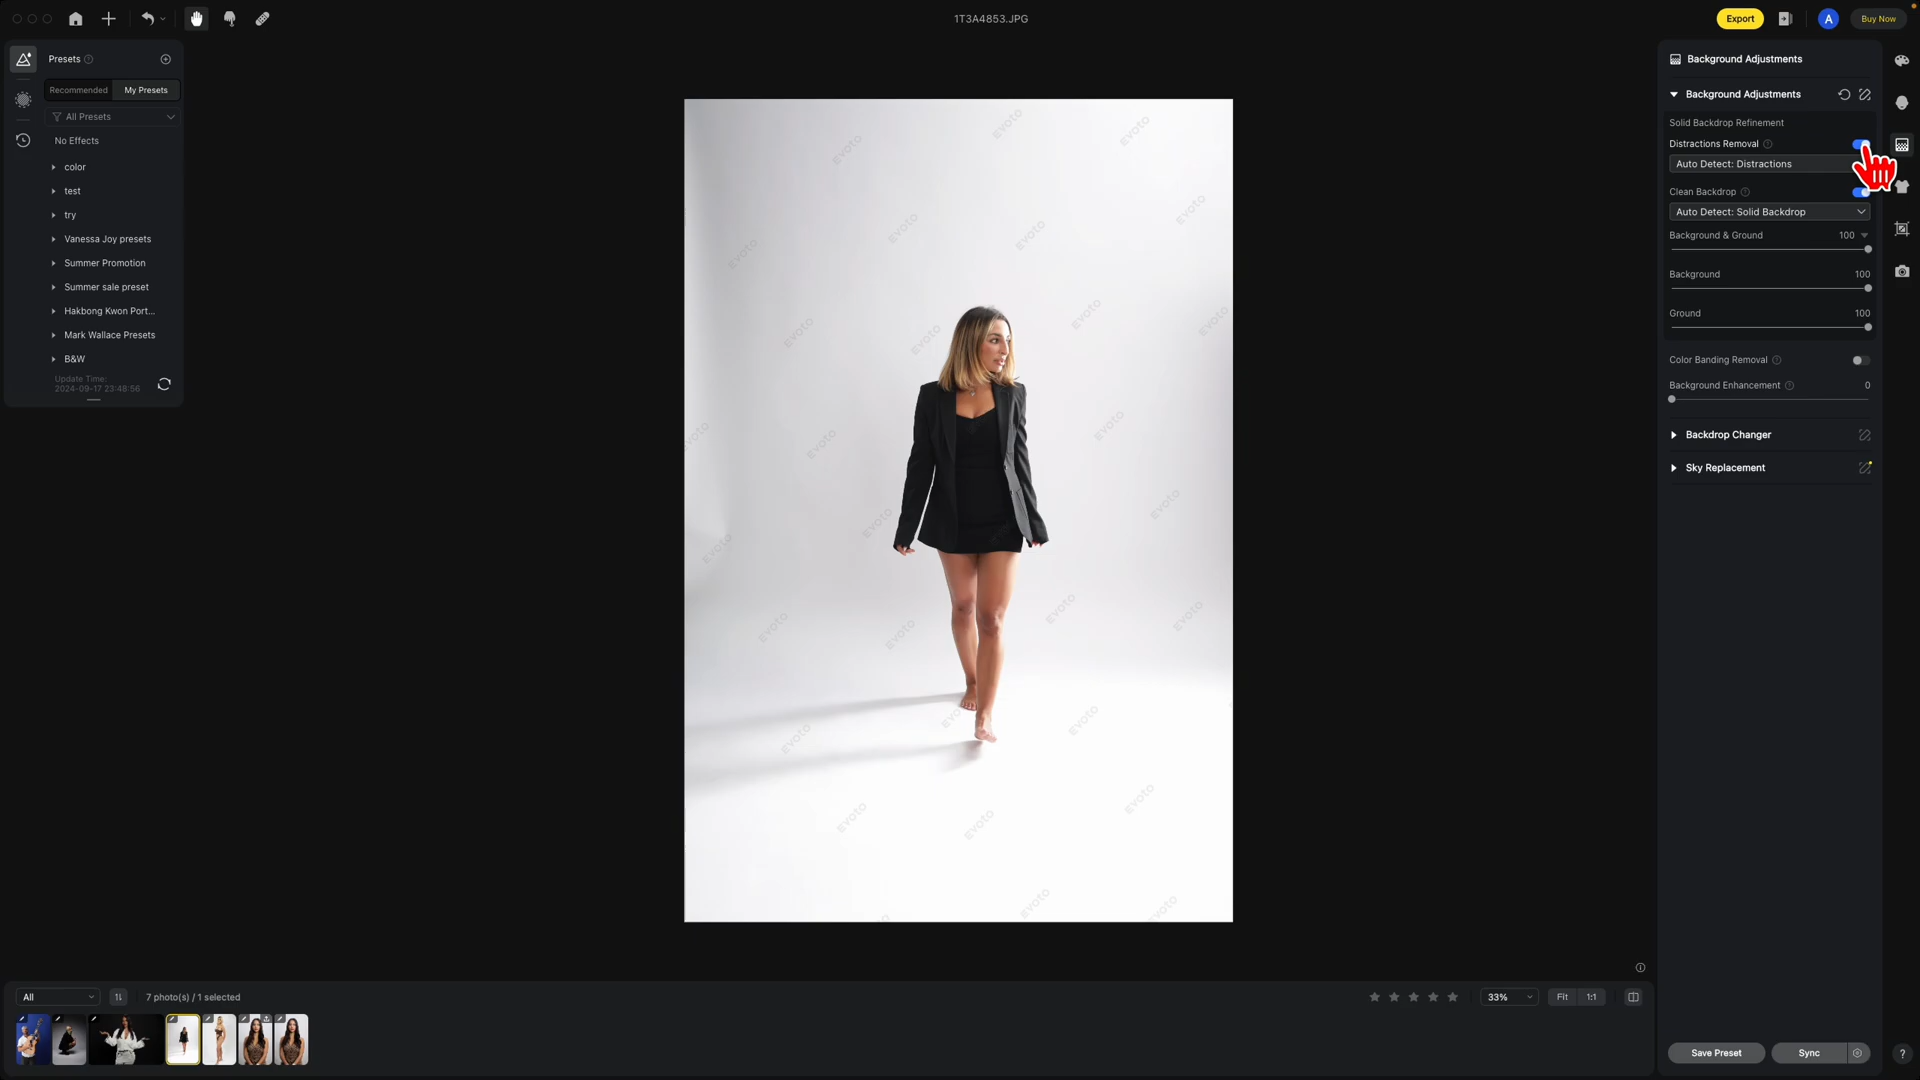 1T3A4853.JPG
Export
A
Buy Now
Presets
Recommended
My Presets
All Presets
No Effects
color
test
try
Vanessa Joy presets
Summer Promotion
Summer sale preset
Hakbong Kwon Port...
Mark Wallace Presets
B&W
Update Time:
2024-09-17 23:48:56
evoto
Background Adjustments
Background Adjustments
Solid Backdrop Refinement
Distractions Removal
Auto Detect: Distractions
Clean Backdrop
Auto Detect: Solid Backdrop
Background & Ground 100
Background 100
Ground 100
Color Banding Removal
Background Enhancement 0
Backdrop Changer
Sky Replacement
All
7 photo(s) / 1 selected
33%
Fit
1:1
Save Preset
Sync
?